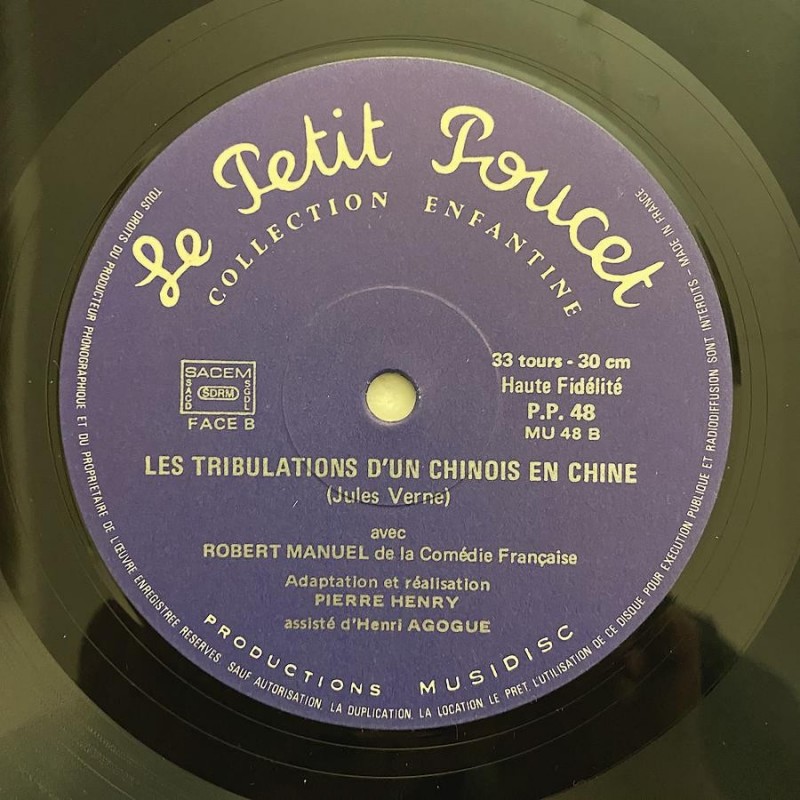 Le Petit Poucet
COLLECTION ENFANTINE
SACEM
SACD
SDRM
SGDL
FACE B
33 tours - 30 cm
Haute Fidélité
P.P. 48
MU 48 B
LES TRIBULATIONS D'UN CHINOIS EN CHINE
(Jules Verne)
avec
ROBERT MANUEL de la Comédie Française
Adaptation et réalisation
PIERRE HENRY
assisté d'Henri AGOGUE
PRODUCTIONS MUSIDISC
TOUS DROITS DU PRODUCTEUR PHONOGRAPHIQUE ET DU PROPRIETAIRE DE L'ŒUVRE ENREGISTREE RESERVES. SAUF AUTORISATION, LA DUPLICATION, LA LOCATION LE PRET, L'UTILISATION DE CE DISQUE POUR EXECUTION PUBLIQUE ET RADIODIFFUSION SONT INTERDITS - MADE IN FRANCE